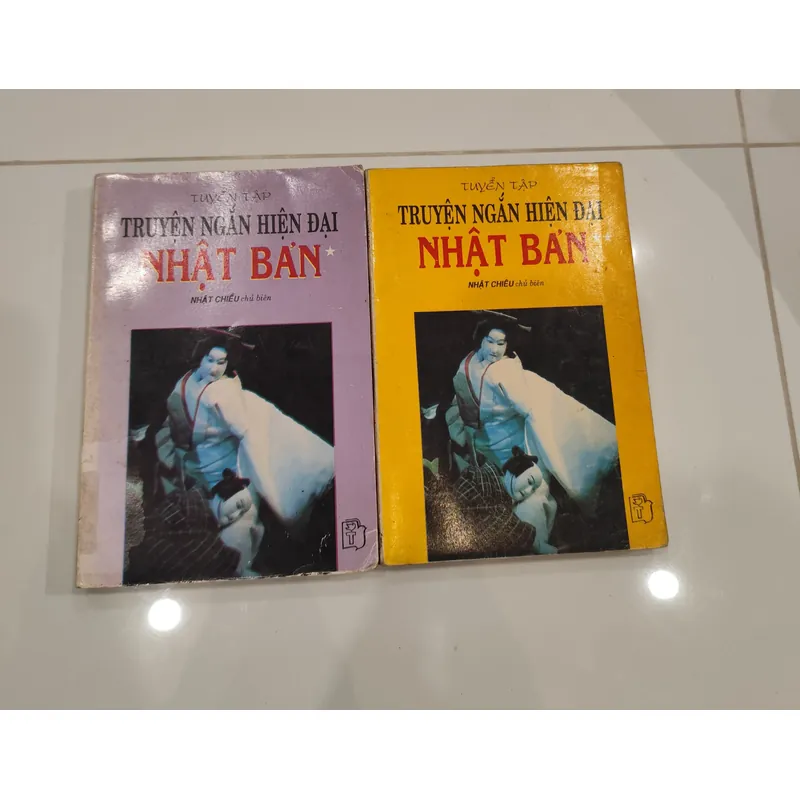 TUYỂN TẬP
TRUYỆN NGẮN HIỆN ĐẠI
NHẬT BẢN *
NHẬT CHIÊU chủ biên
TUYỂN TẬP
TRUYỆN NGẮN HIỆN ĐẠI
NHẬT BẢN
NHẬT CHIÊU chủ biên